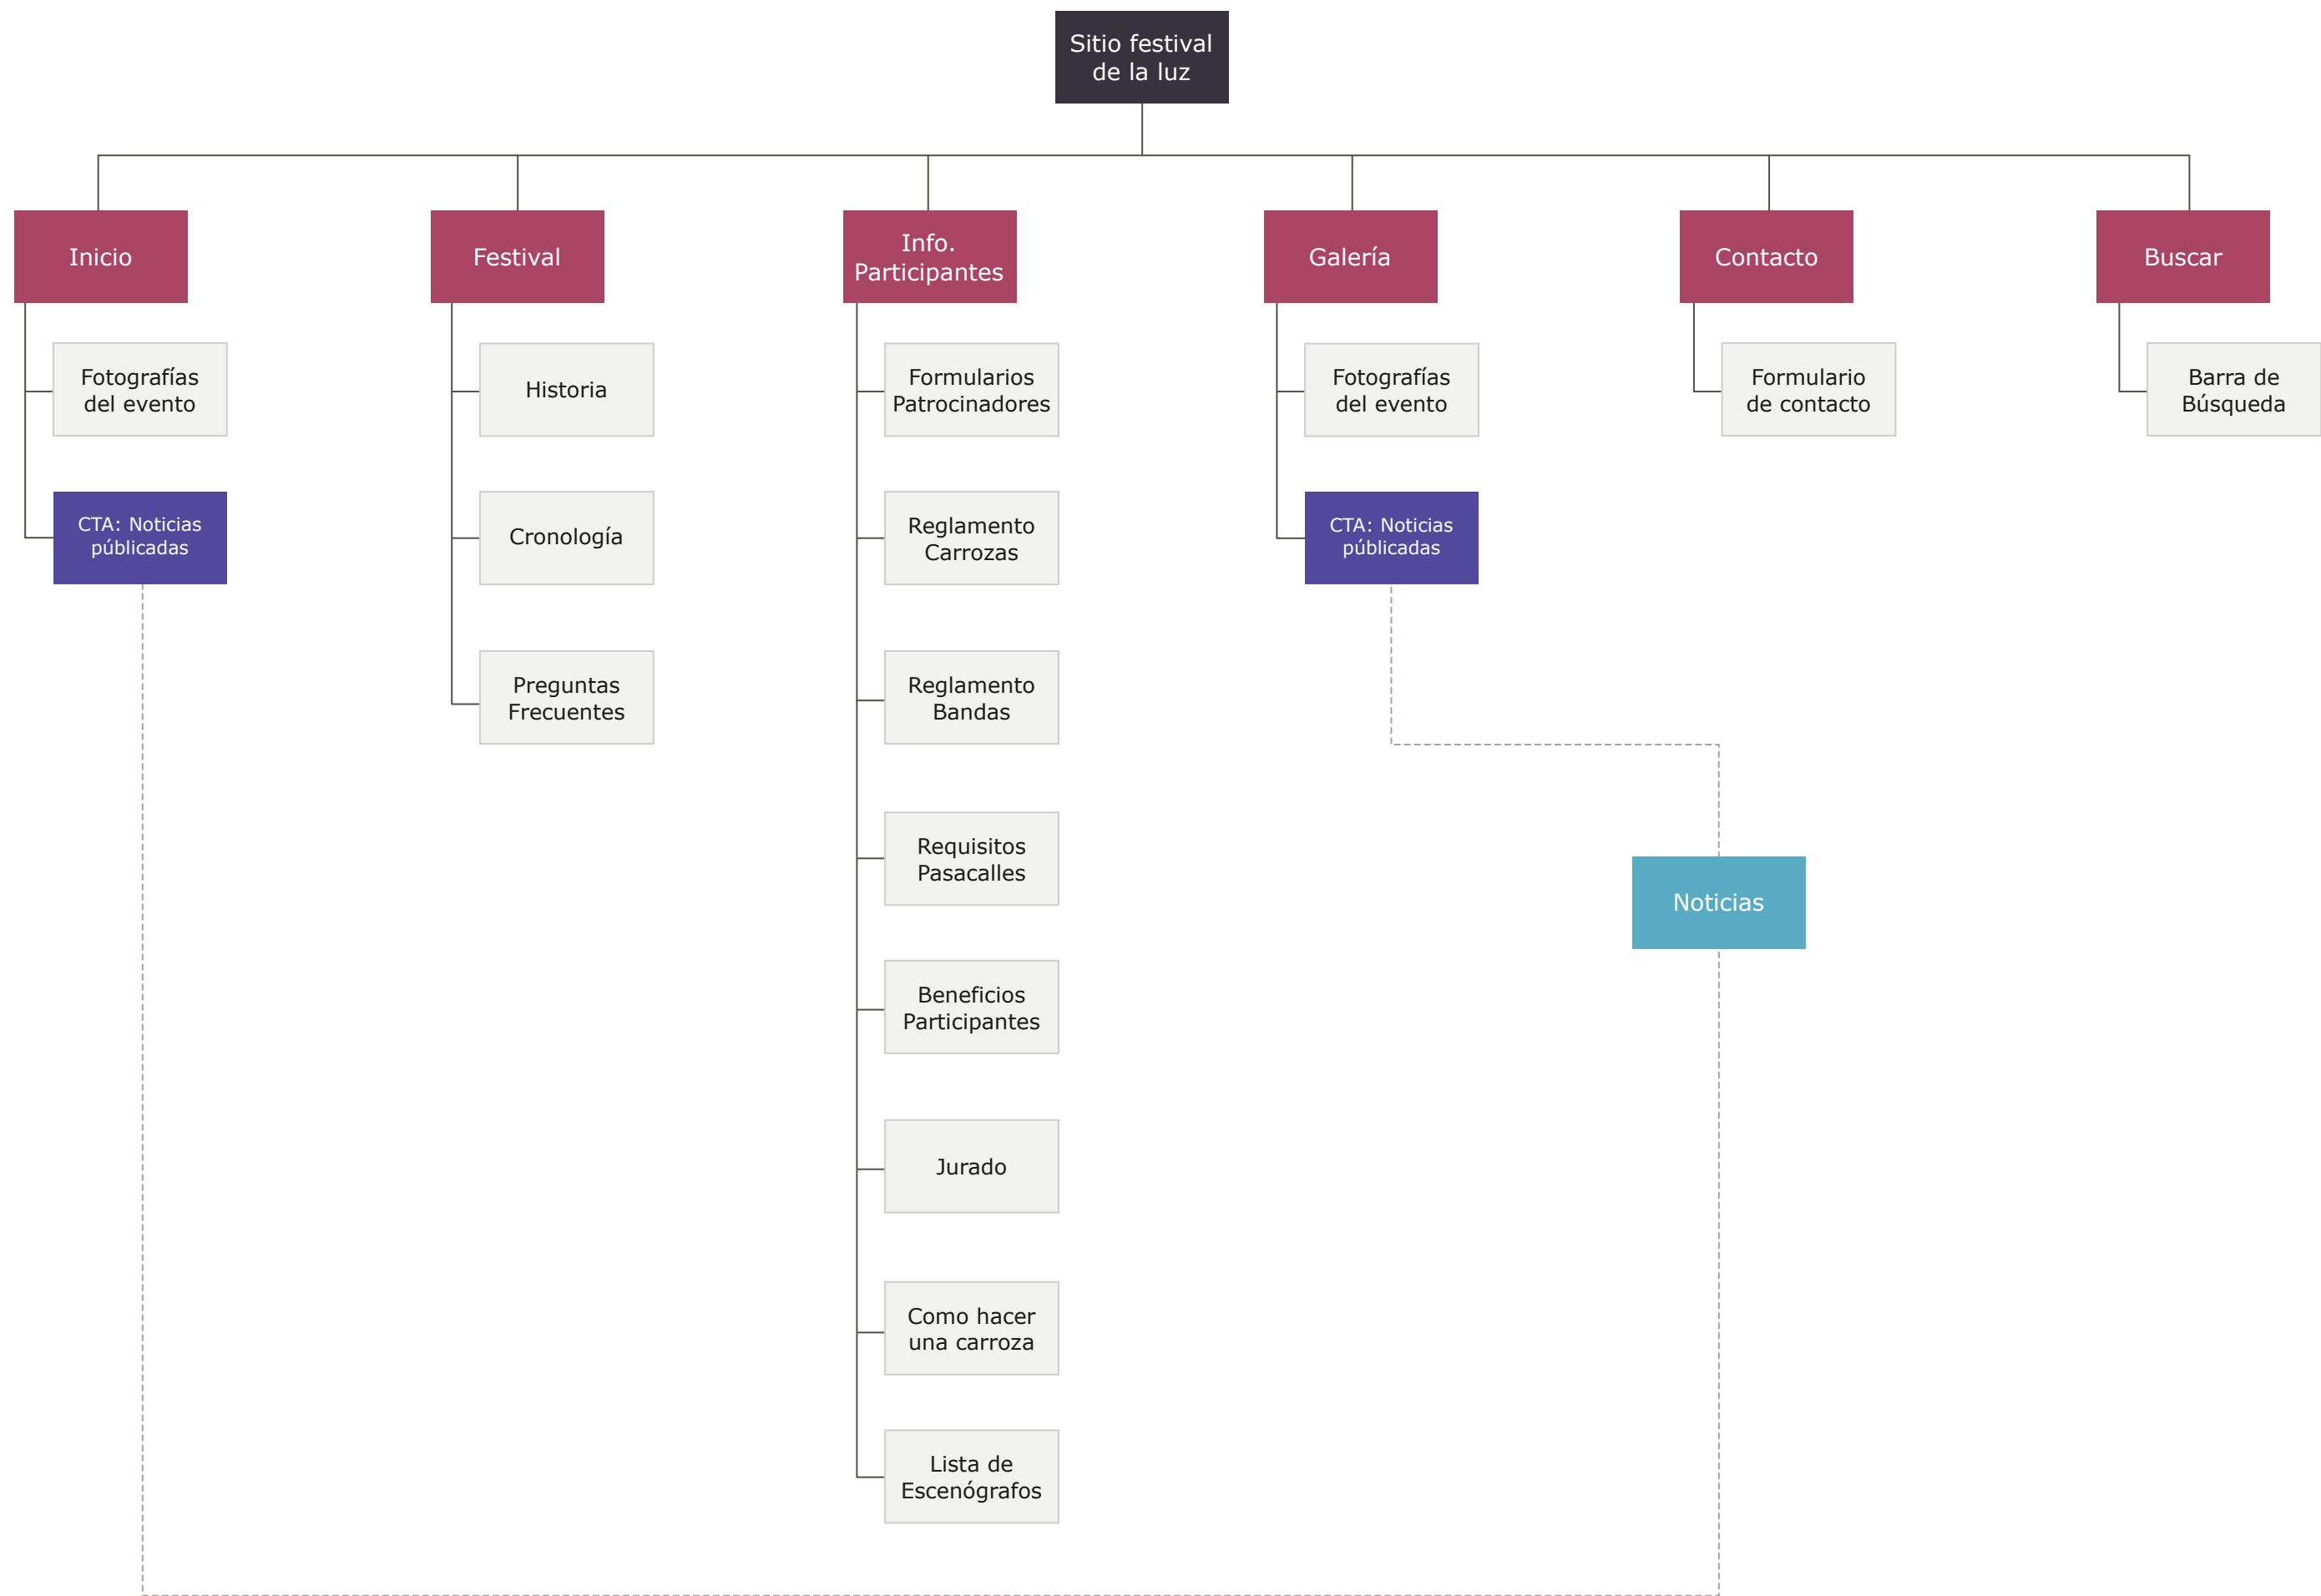 Sitio festival
de la luz
Inicio
Festival
Info.
Participantes
Galería
Contacto
Buscar
Fotografías
del evento
CTA: Noticias
públicadas
Historia
Cronología
Preguntas
Frecuentes
Formularios
Patrocinadores
Reglamento
Carrozas
Reglamento
Bandas
Requisitos
Pasacalles
Beneficios
Participantes
Jurado
Como hacer
una carroza
Lista de
Escenógrafos
Fotografías
del evento
CTA: Noticias
públicadas
Formulario
de contacto
Barra de
Búsqueda
Noticias